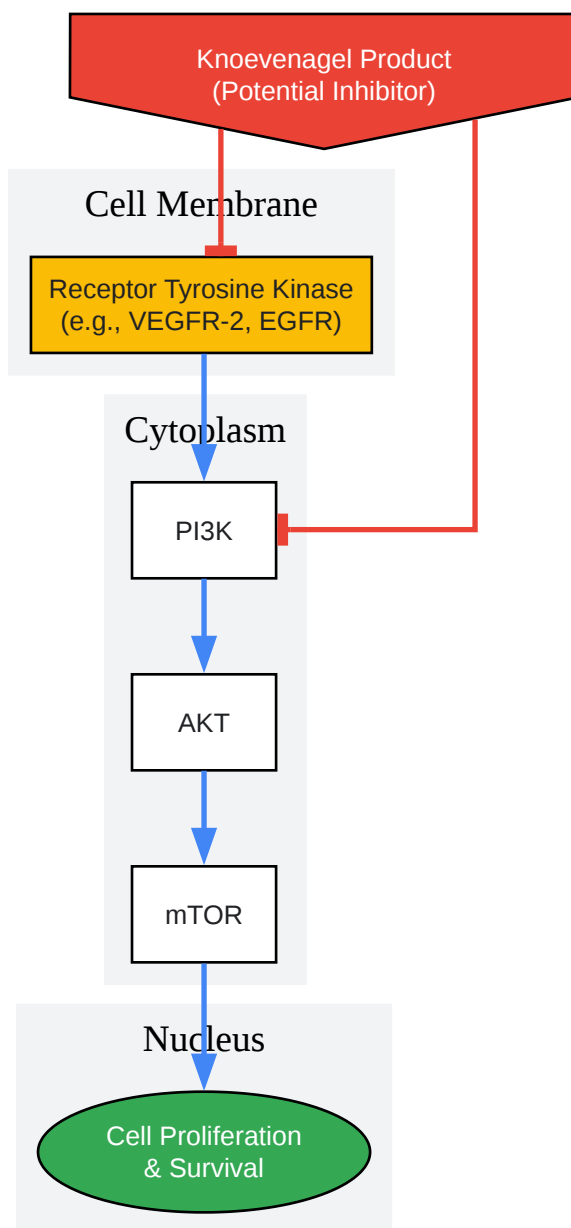 Knoevenagel Product
(Potential Inhibitor)
Cell Membrane
Receptor Tyrosine Kinase
(e.g., VEGFR-2, EGFR)
Cytoplasm
PI3K
AKT
mTOR
Nucleus
Cell Proliferation
& Survival